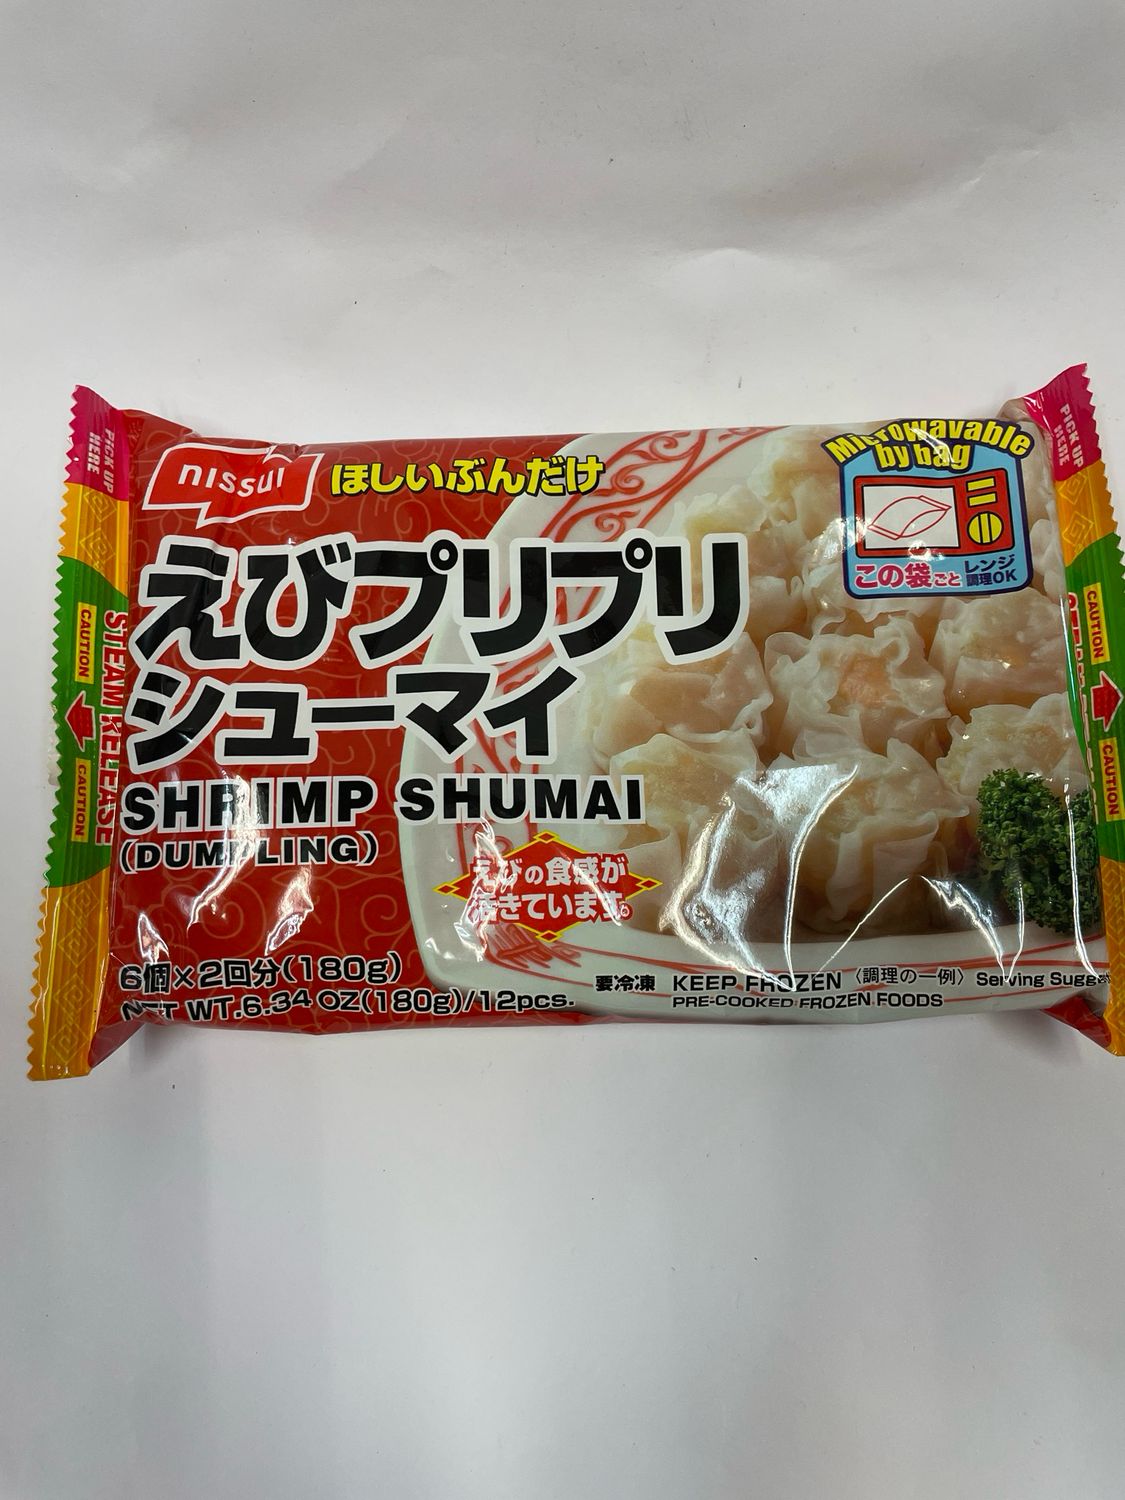 nissui
ほしいぶんだけ
えびプリプリ
シューマイ
SHRIMP SHUMAI
(DUMPLING)
えびの食感が
活きています。
6個×2回分(180g)
NET WT.6.34 OZ(180g)/12pcs.
要冷凍 KEEP FROZEN 〈調理の一例〉 Serving
PRE-COOKED FROZEN FOODS
Microwavable
by bag
この袋ごと
レンジ
調理OK
PICK UP
HERE
CAUTION
STEAM RELEASE
CAUTION
PICK UP
HERE
CAUTION
CAUTION